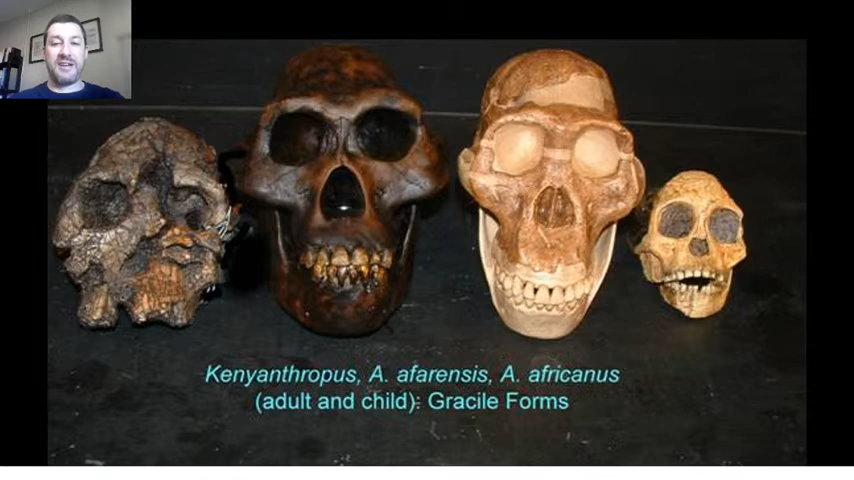 Kenyanthropus, A. afarensis, A. africanus
(adult and child): Gracile Forms